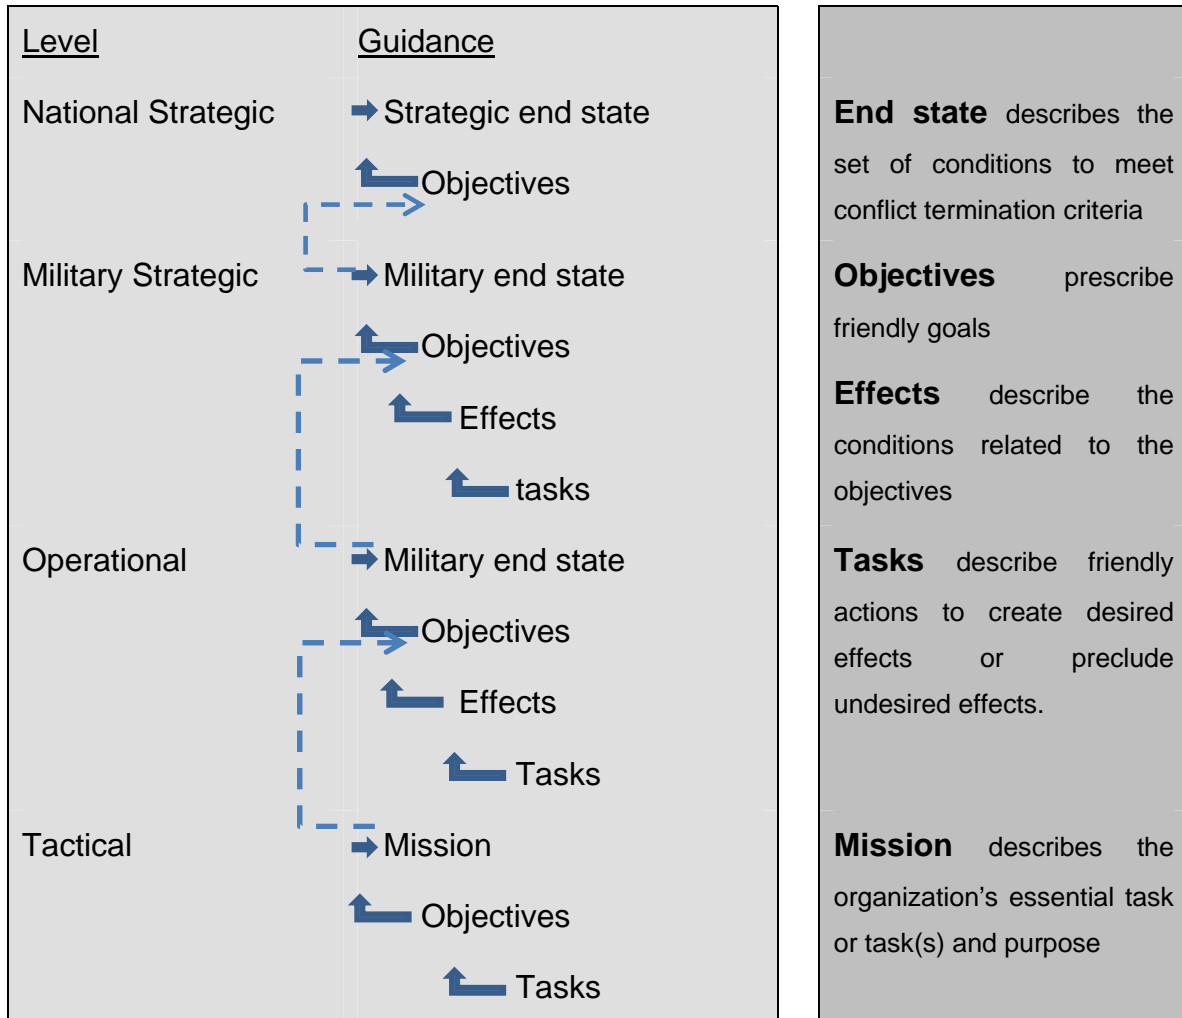 Level Guidance
National Strategic Strategic end state
Objectives
Military Strategic Military end state
Objectives
Effects
tasks
Operational Military end state
Objectives
Effects
Tasks
Tactical Mission
Objectives
Tasks
End state describes the
set of conditions to meet
conflict termination criteria
Objectives prescribe
friendly goals
Effects describe the
conditions related to the
objectives
Tasks describe friendly
actions to create desired
effects or preclude
undesired effects.
Mission describes the
organization’s essential task
or task(s) and purpose